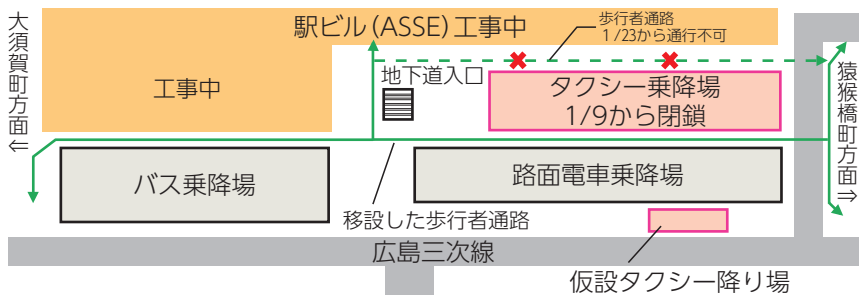 駅ビル(ASSE)工事中
歩行者通路
1/23から通行不可
大須賀町方面⇐
工事中
地下道入口
タクシー乗降場
1/9から閉鎖
猿猴橋町方面⇒
バス乗降場
路面電車乗降場
移設した歩行者通路
広島三次線
仮設タクシー降り場